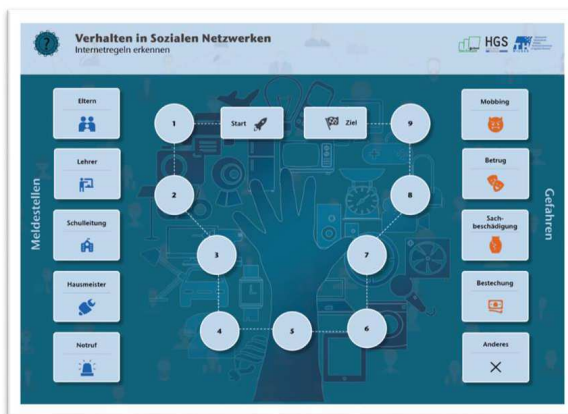 ?
Verhalten in Sozialen Netzwerken
Internetregeln erkennen
HGS
TH
Meldestellen
Eltern
Lehrer
Schulleitung
Hausmeister
Notruf
1
Start
Ziel
9
2
8
3
7
4
5
6
Mobbing
Betrug
Sach-
beschädigung
Bestechung
Anderes
Gefahren